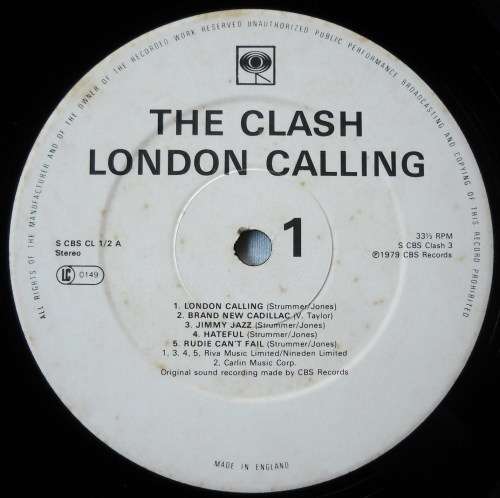 ALL RIGHTS OF THE MANUFACTURER AND OF THE OWNER OF THE RECORDED WORK RESERVED UNAUTHORIZED PUBLIC PERFORMANCE BROADCASTING AND COPYING OF THIS RECORD PROHIBITED
THE CLASH
LONDON CALLING
S CBS CL 1/2 A
Stereo
LC 0149
1
33⅓ RPM
S CBS Clash 3
℗1979 CBS Records
1. LONDON CALLING (Strummer/Jones)
2. BRAND NEW CADILLAC (V. Taylor)
3. JIMMY JAZZ (Strummer/Jones)
4. HATEFUL (Strummer/Jones)
5. RUDIE CAN'T FAIL (Strummer/Jones)
1, 3, 4, 5, Riva Music Limited/Nineden Limited
2. Carlin Music Corp.
Original sound recording made by CBS Records
MADE IN ENGLAND